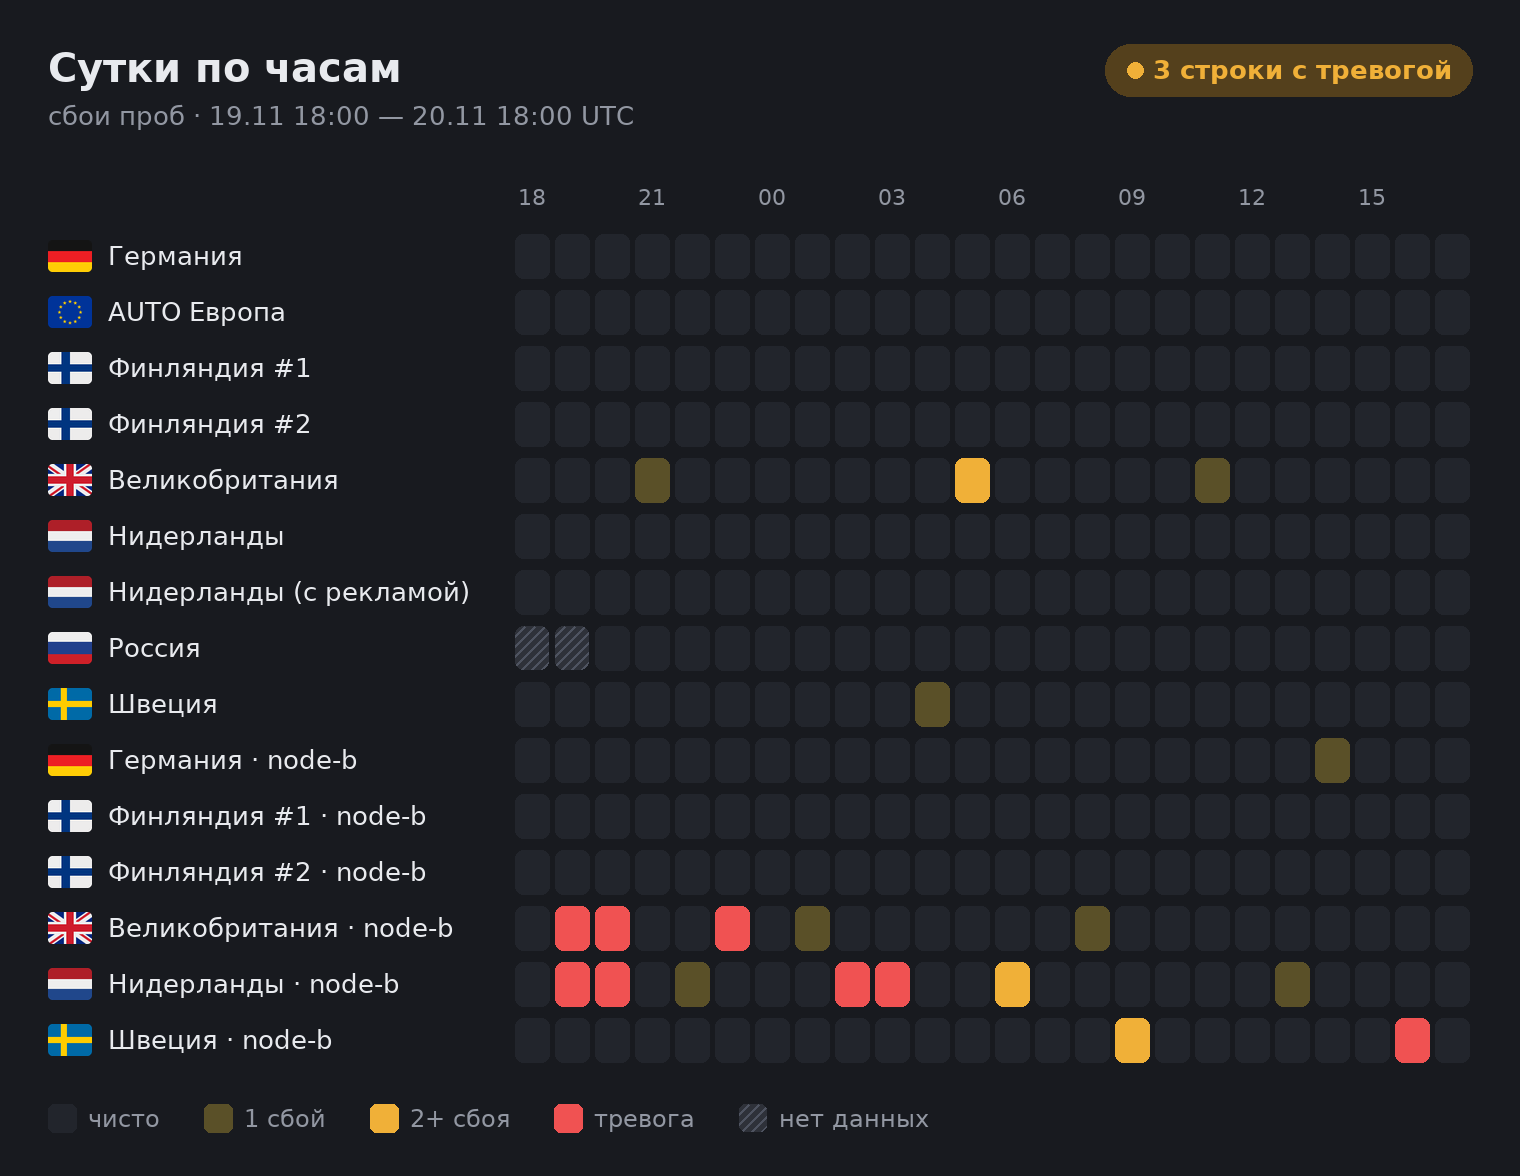 Сутки по часам
3 строки с тревогой
сбои проб · 19.11 18:00 — 20.11 18:00 UTC
18 21 00 03 06 09 12 15
Германия
AUTO Европа
Финляндия #1
Финляндия #2
Великобритания
Нидерланды
Нидерланды (с рекламой)
Россия
Швеция
Германия · node-b
Финляндия #1 · node-b
Финляндия #2 · node-b
Великобритания · node-b
Нидерланды · node-b
Швеция · node-b
чисто 1 сбой 2+ сбоя тревога нет данных